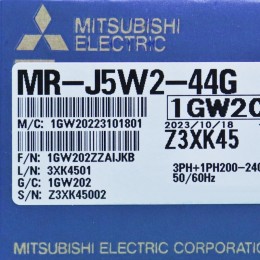 MITSUBISHI
ELECTRIC
MR-J5W2-44G
1GW20
M/C: 1GW20223101801
2023/10/18
Z3XK45
F/N: 1GW202ZZAIJKB
L/N: 3XK4501
3PH+1PH200-240
G/C: 1GW202
50/60Hz
S/N: Z3XK45002
MITSUBISHI ELECTRIC CORPORATION